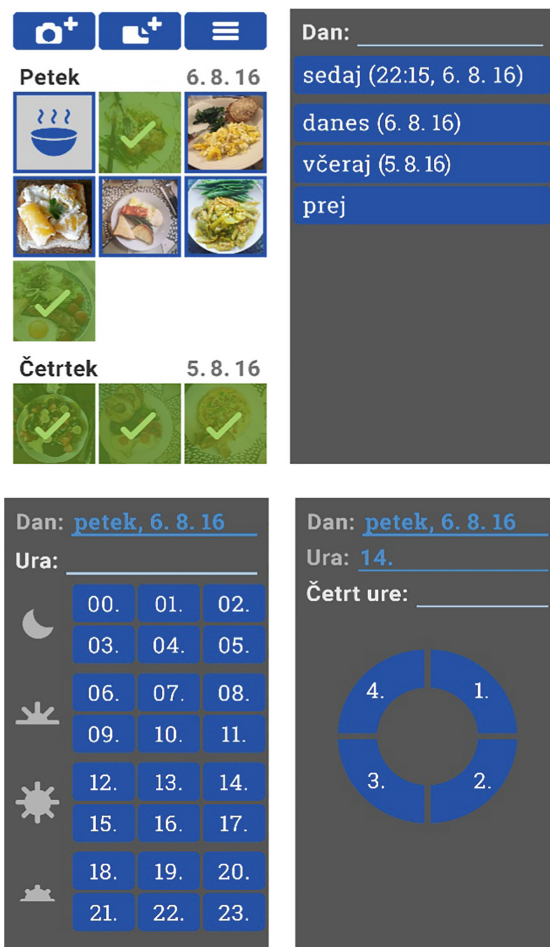 Petek 6. 8. 16
Četrtek 5. 8. 16
Dan:
sedaj (22:15, 6. 8. 16)
danes (6. 8. 16)
včeraj (5. 8. 16)
prej
Dan: petek, 6. 8. 16
Ura:
00. 01. 02.
03. 04. 05.
06. 07. 08.
09. 10. 11.
12. 13. 14.
15. 16. 17.
18. 19. 20.
21. 22. 23.
Dan: petek, 6. 8. 16
Ura: 14.
Četrt ure:
4. 1.
3. 2.